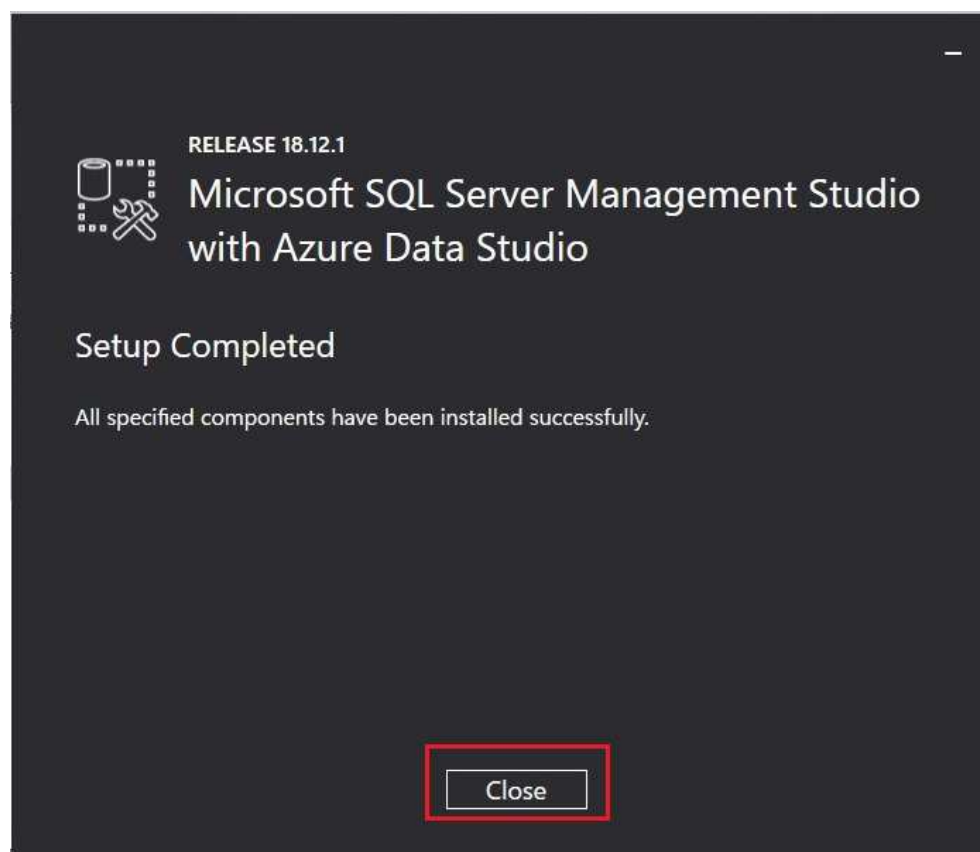 RELEASE 18.12.1
Microsoft SQL Server Management Studio
with Azure Data Studio
Setup Completed
All specified components have been installed successfully.
Close